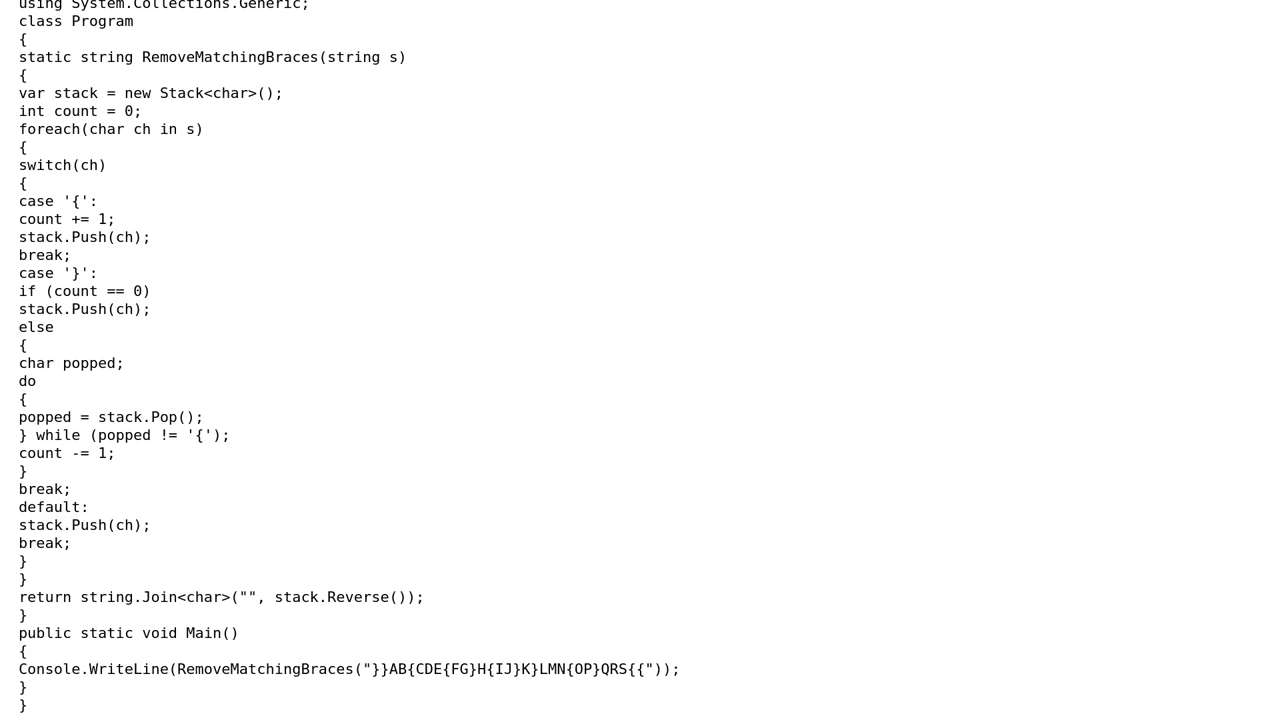 using System.Collections.Generic;
class Program
{
static string RemoveMatchingBraces(string s)
{
var stack = new Stack<char>();
int count = 0;
foreach(char ch in s)
{
switch(ch)
{
case '{':
count += 1;
stack.Push(ch);
break;
case '}':
if (count == 0)
stack.Push(ch);
else
{
char popped;
do
{
popped = stack.Pop();
} while (popped != '{');
count -= 1;
}
break;
default:
stack.Push(ch);
break;
}
}
return string.Join<char>("", stack.Reverse());
}
public static void Main()
{
Console.WriteLine(RemoveMatchingBraces("}}AB{CDE{FG}H{IJ}K}LMN{OP}QRS{{"));
}
}